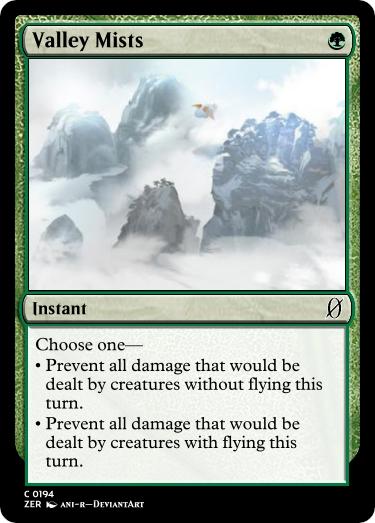 Valley Mists
Instant
Choose one—
• Prevent all damage that would be
dealt by creatures without flying this
turn.
• Prevent all damage that would be
dealt by creatures with flying this
turn.
C 0194
ZER ani-r—DeviantArt